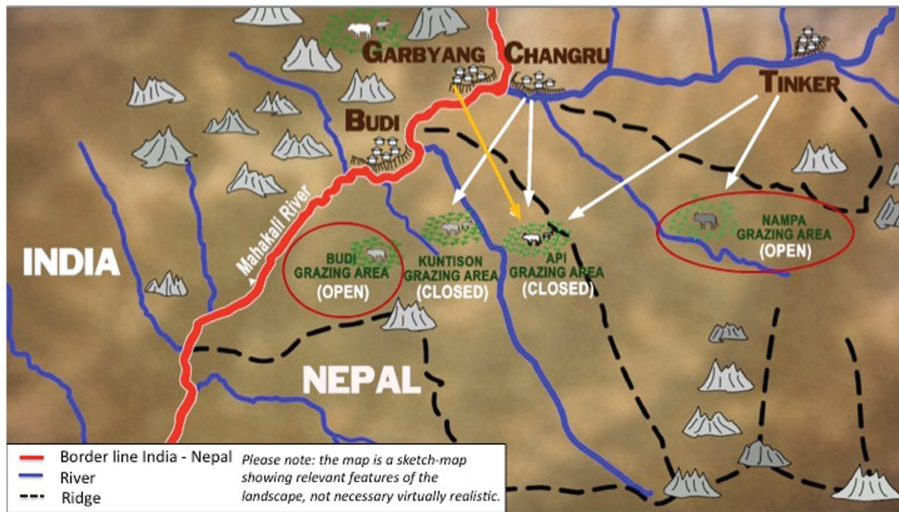 GARBYANG
CHANGRU
TINKER
BUDI
Mahakali River
INDIA
BUDI
GRAZING AREA
(OPEN)
KUNTISON
GRAZING AREA
(CLOSED)
API
GRAZING AREA
(CLOSED)
NAMPA
GRAZING AREA
(OPEN)
NEPAL
Border line India - Nepal
River
Ridge
Please note: the map is a sketch-map
showing relevant features of the
landscape, not necessary virtually realistic.